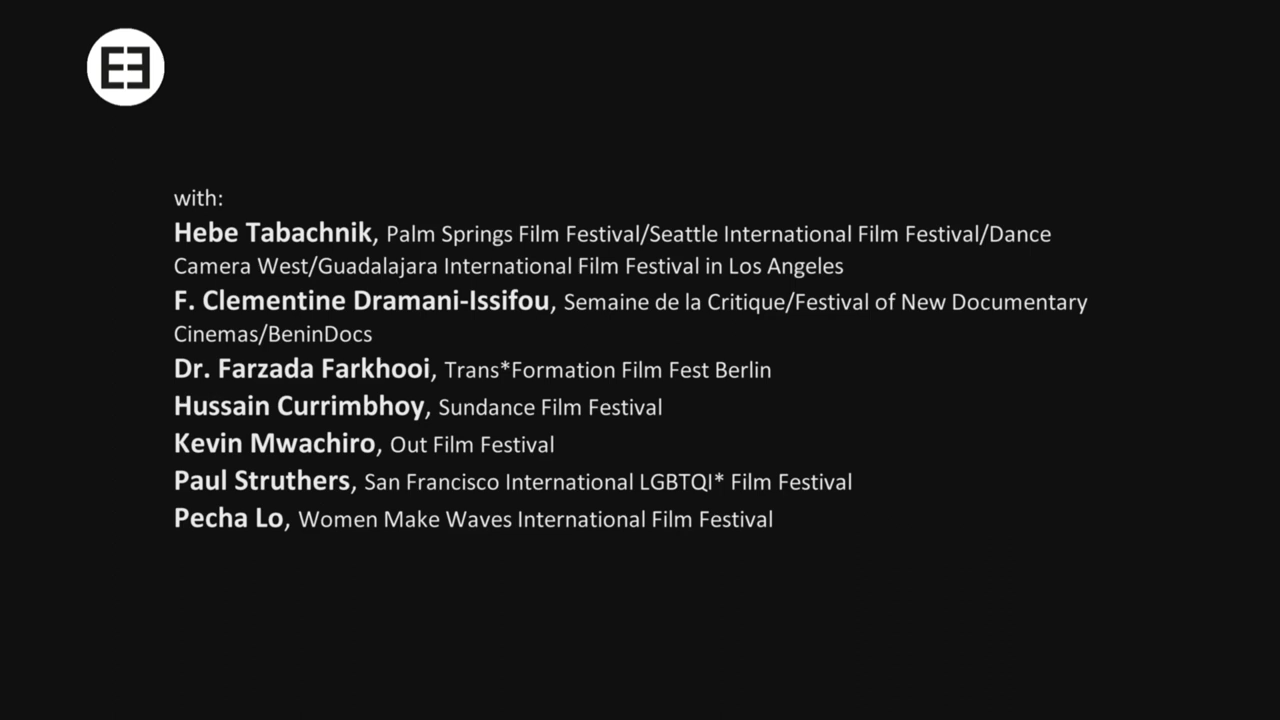 with:
Hebe Tabachnik, Palm Springs Film Festival/Seattle International Film Festival/Dance
Camera West/Guadalajara International Film Festival in Los Angeles
F. Clementine Dramani-Issifou, Semaine de la Critique/Festival of New Documentary
Cinemas/BeninDocs
Dr. Farzada Farkhooi, Trans*Formation Film Fest Berlin
Hussain Currimbhoy, Sundance Film Festival
Kevin Mwachiro, Out Film Festival
Paul Struthers, San Francisco International LGBTQI* Film Festival
Pecha Lo, Women Make Waves International Film Festival